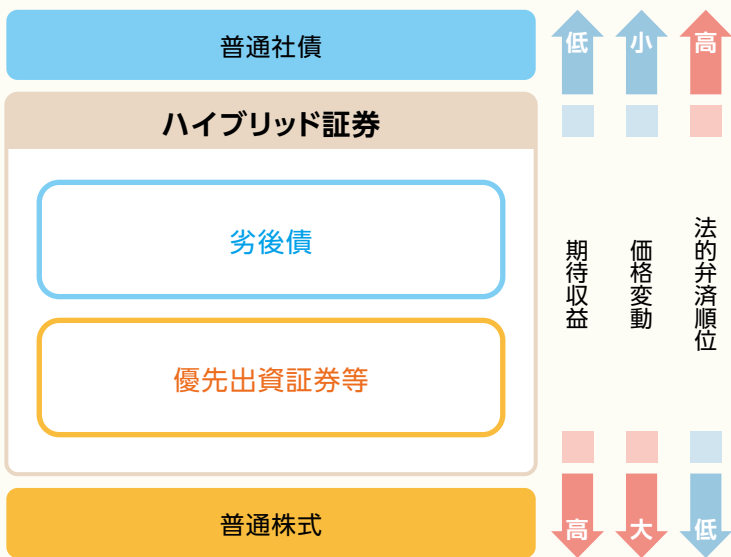 普通社債
ハイブリッド証券
劣後債
優先出資証券等
普通株式
低
小
高
期待収益
価格変動
法的弁済順位
高
大
低